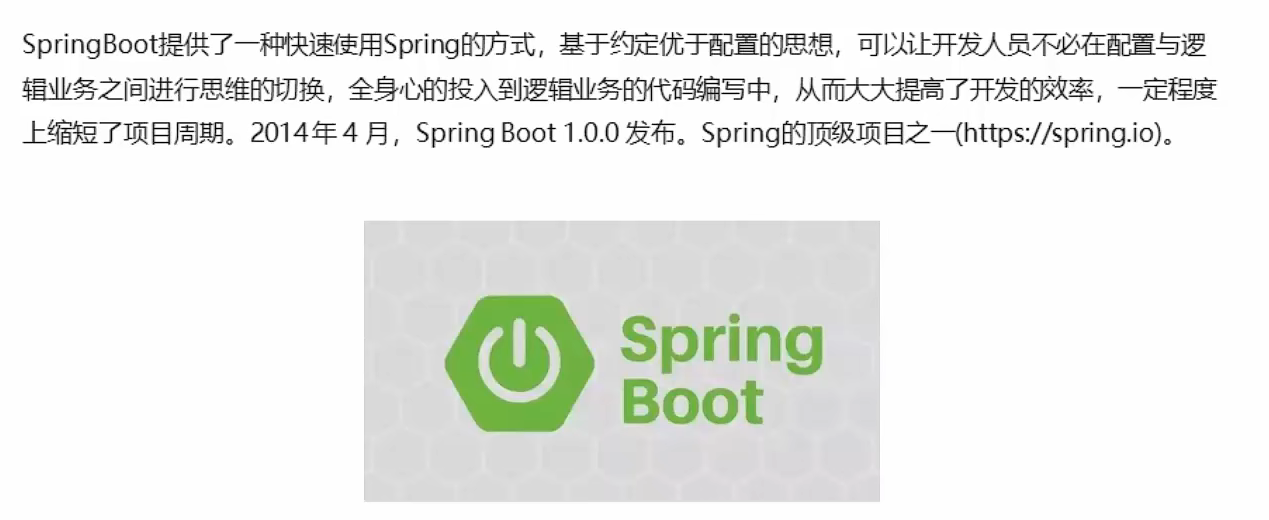 SpringBoot提供了一种快速使用Spring的方式，基于约定优于配置的思想，可以让开发人员不必在配置与逻
辑业务之间进行思维的切换，全身心的投入到逻辑业务的代码编写中，从而大大提高了开发的效率，一定程度
上缩短了项目周期。2014年 4 月，Spring Boot 1.0.0 发布。Spring的顶级项目之一(https://spring.io)。
Spring
Boot